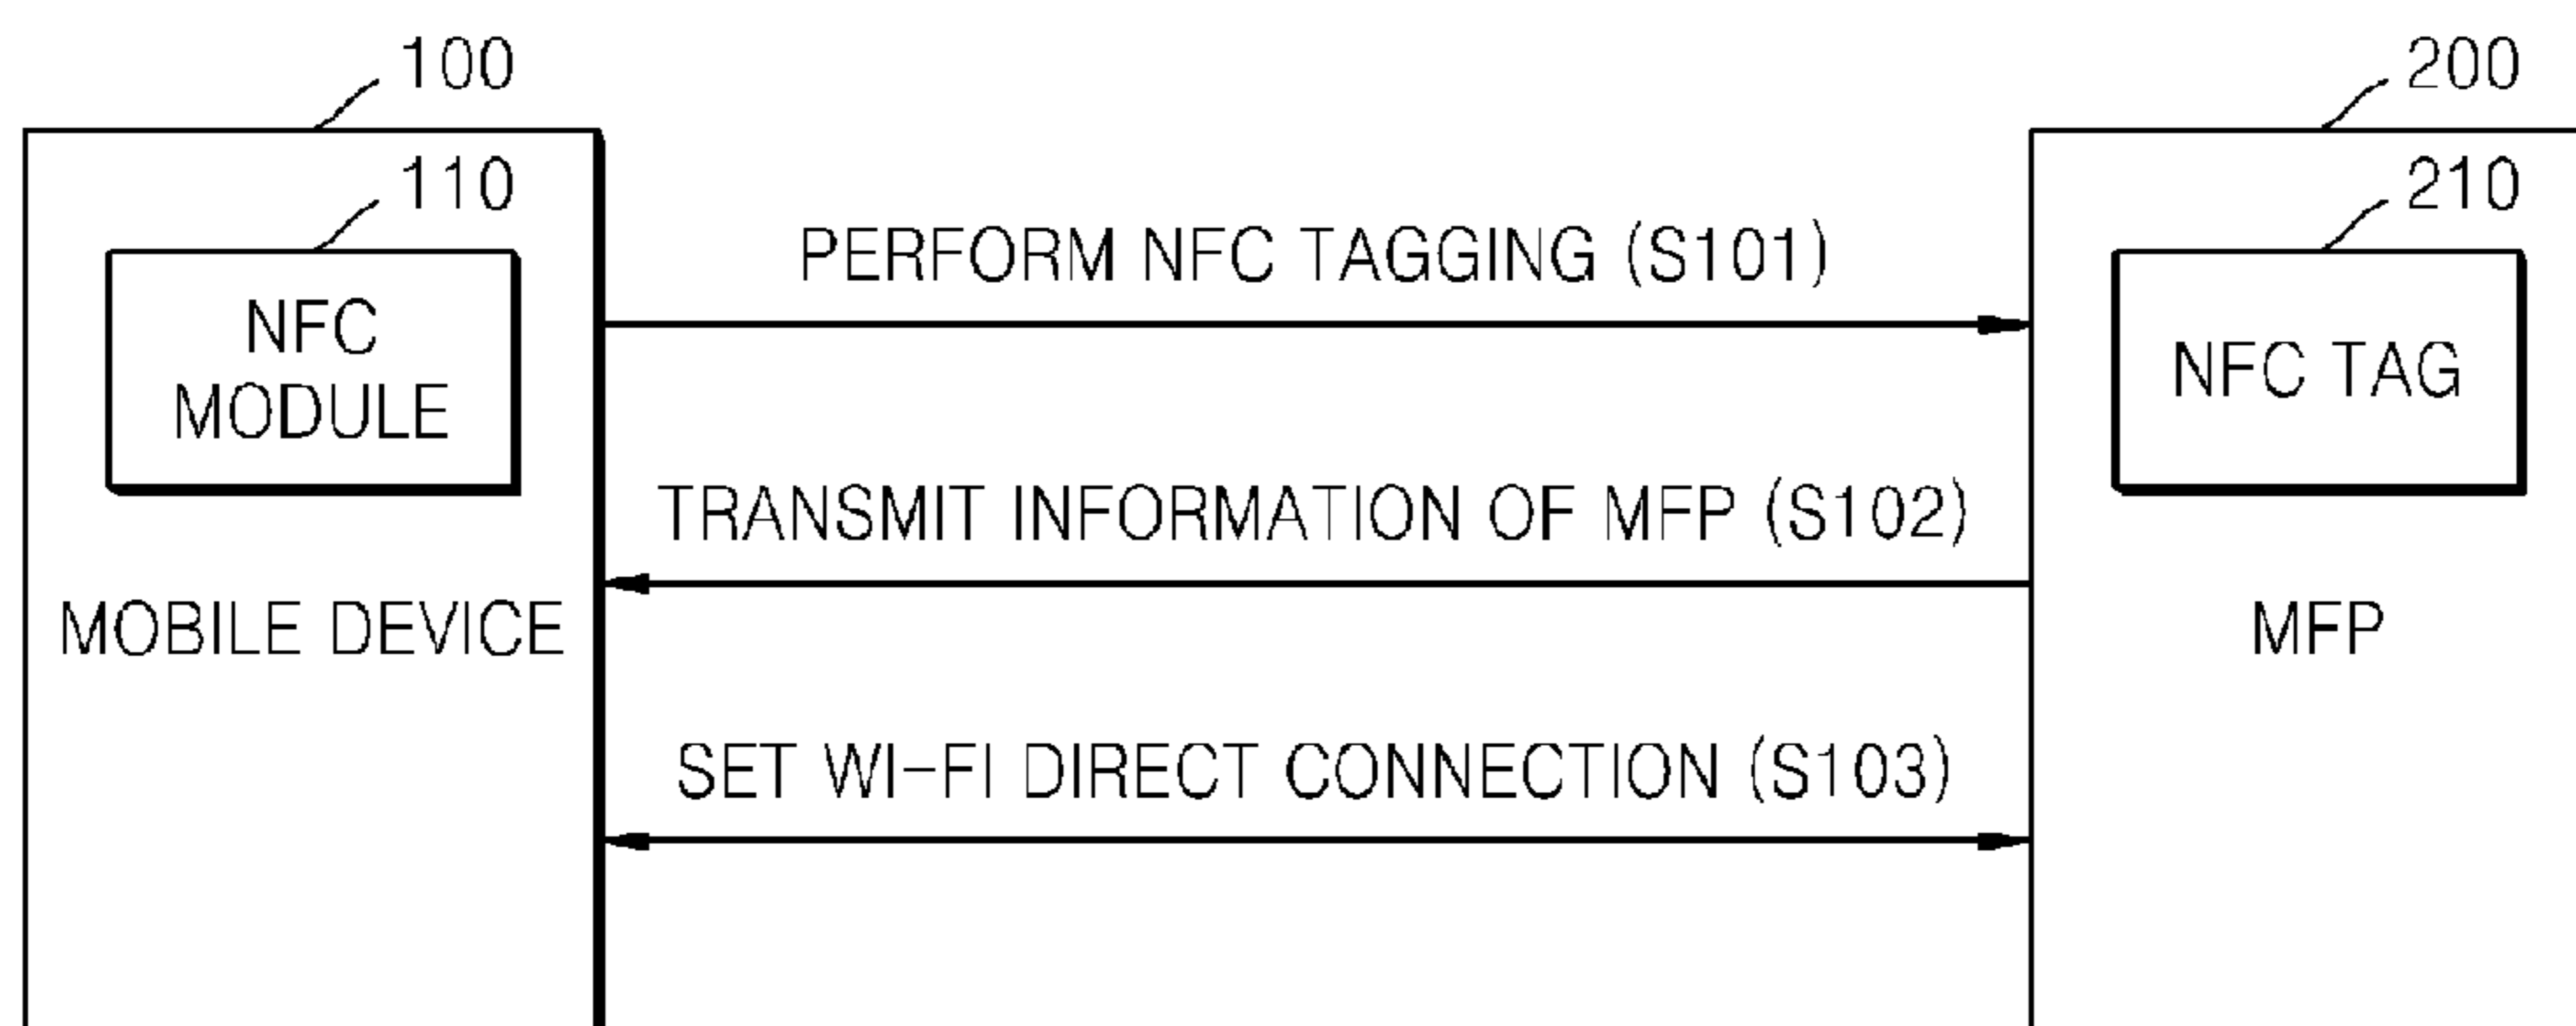 100
200
110
210
PERFORM NFC TAGGING (S101)
NFC
MODULE
NFC TAG
TRANSMIT INFORMATION OF MFP (S102)
MOBILE DEVICE
MFP
SET WI-FI DIRECT CONNECTION (S103)